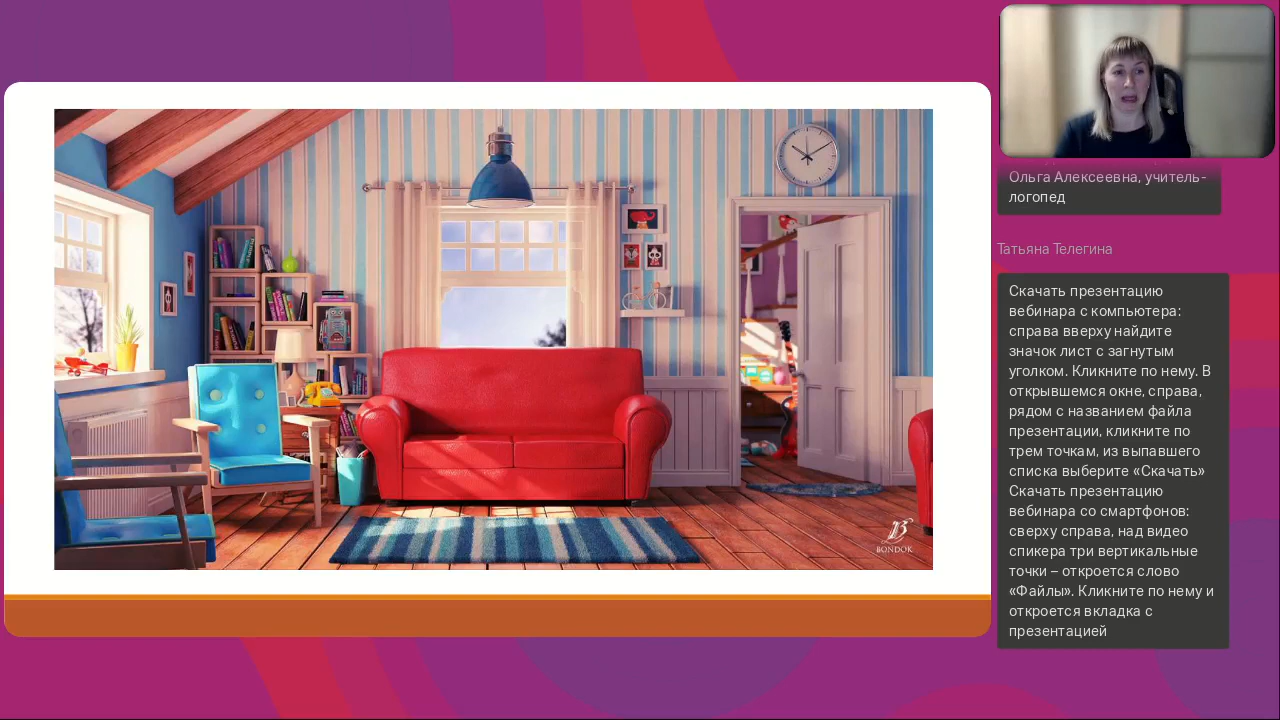 Ольга Алексеевна, учитель-
логопед
Татьяна Телегина
Скачать презентацию
вебинара с компьютера:
справа вверху найдите
значок лист с загнутым
уголком. Кликните по нему. В
открывшемся окне, справа,
рядом с названием файла
презентации, кликните по
трем точкам, из выпавшего
списка выберите «Скачать»
Скачать презентацию
вебинара со смартфонов:
сверху справа, над видео
спикера три вертикальные
точки – откроется слово
«Файлы». Кликните по нему и
откроется вкладка с
презентацией
B
BONDOK